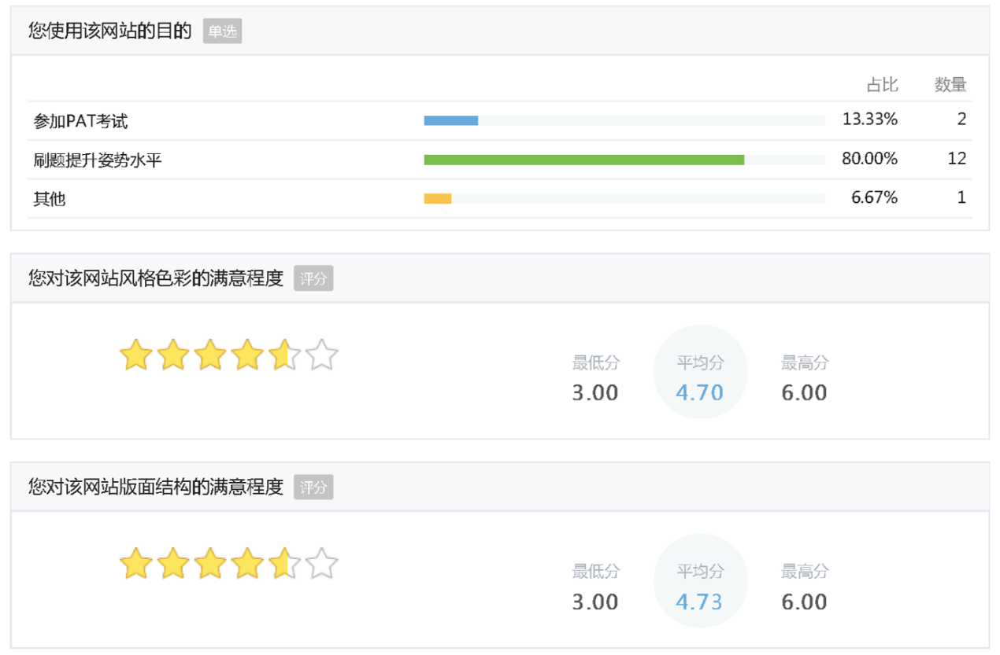 您使用该网站的目的 单选
占比 数量
参加PAT考试 13.33% 2
刷题提升姿势水平 80.00% 12
其他 6.67% 1
您对该网站风格色彩的满意程度 评分
最低分 平均分 最高分
3.00 4.70 6.00
您对该网站版面结构的满意程度 评分
最低分 平均分 最高分
3.00 4.73 6.00